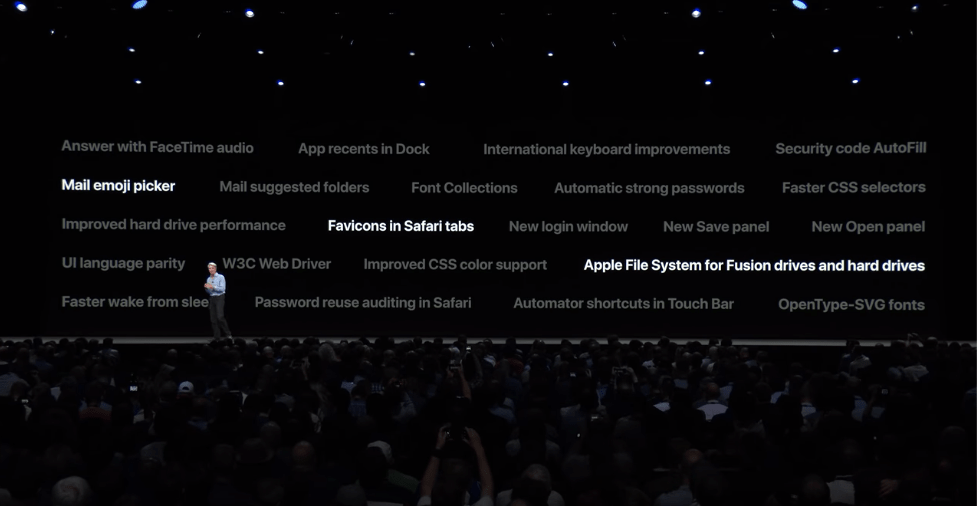 Answer with FaceTime audio App recents in Dock International keyboard improvements Security code AutoFill
Mail emoji picker Mail suggested folders Font Collections Automatic strong passwords Faster CSS selectors
Improved hard drive performance Favicons in Safari tabs New login window New Save panel New Open panel
UI language parity W3C Web Driver Improved CSS color support Apple File System for Fusion drives and hard drives
Faster wake from slee Password reuse auditing in Safari Automator shortcuts in Touch Bar OpenType-SVG fonts